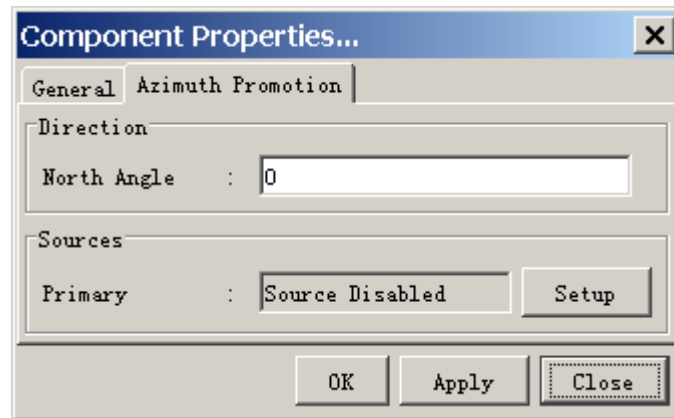 Component Properties...
General Azimuth Promotion
Direction
North Angle : 0
Sources
Primary : Source Disabled Setup
OK Apply Close